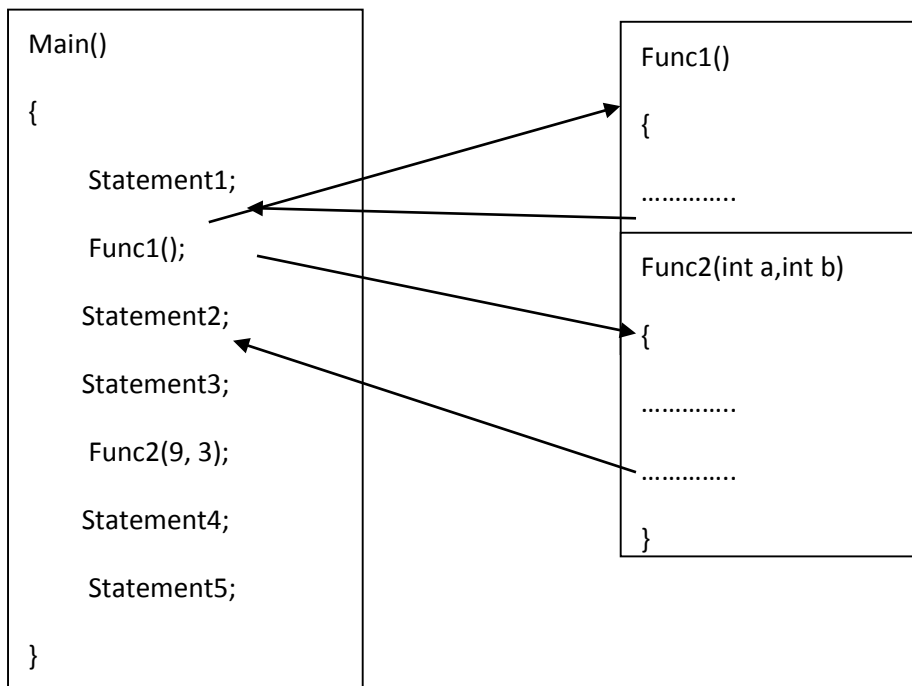 Main()
{
Statement1;
Func1();
Statement2;
Statement3;
Func2(9, 3);
Statement4;
Statement5;
}
Func1()
{
…………..
Func2(int a,int b)
{
…………..
…………..
}